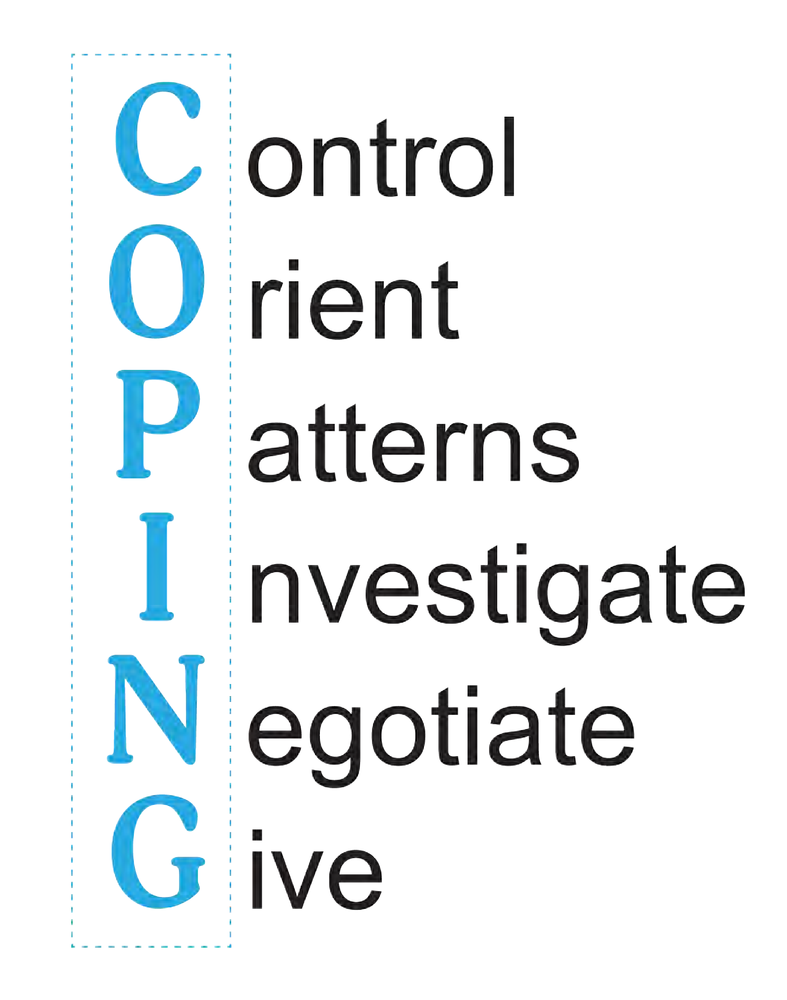 Control
Orient
Patterns
Investigate
Negotiate
Give